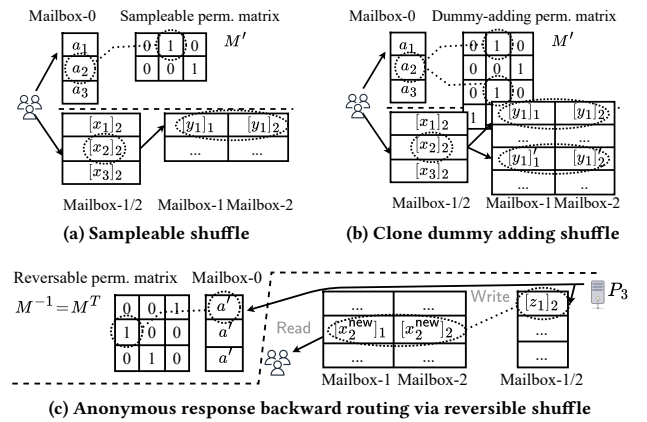 Mailbox-0 Sampleable perm. matrix
a₁ 0 1 0 M′
a₂ 0 0 1
a₃
[x₁]₂ [y₁]₁ [y₁]₂
[x₂]₂ ... ...
[x₃]₂
Mailbox-1/2 Mailbox-1 Mailbox-2
(a) Sampleable shuffle
Mailbox-0 Dummy-adding perm. matrix
a₁ 0 1 0 M′
a₂ 0 0 1
a₃ 0 1 0
1
[x₁]₂ [y₁]₁ [y₁]₂
[x₂]₂ ... ...
[y₁]′₁ [y₁]′₂
[x₃]₂ ... ..
Mailbox-1/2 Mailbox-1 Mailbox-2
(b) Clone dummy adding shuffle
Reversable perm. matrix Mailbox-0
M⁻¹=Mᵀ 0 0 1 a′
1 0 0 a′
0 1 0 a′
Read
Write
P₃
... ... [z₁]₂
[x₂ⁿᵉʷ]₁ [x₂ⁿᵉʷ]₂ ...
... ... ...
Mailbox-1 Mailbox-2 Mailbox-1/2
(c) Anonymous response backward routing via reversible shuffle